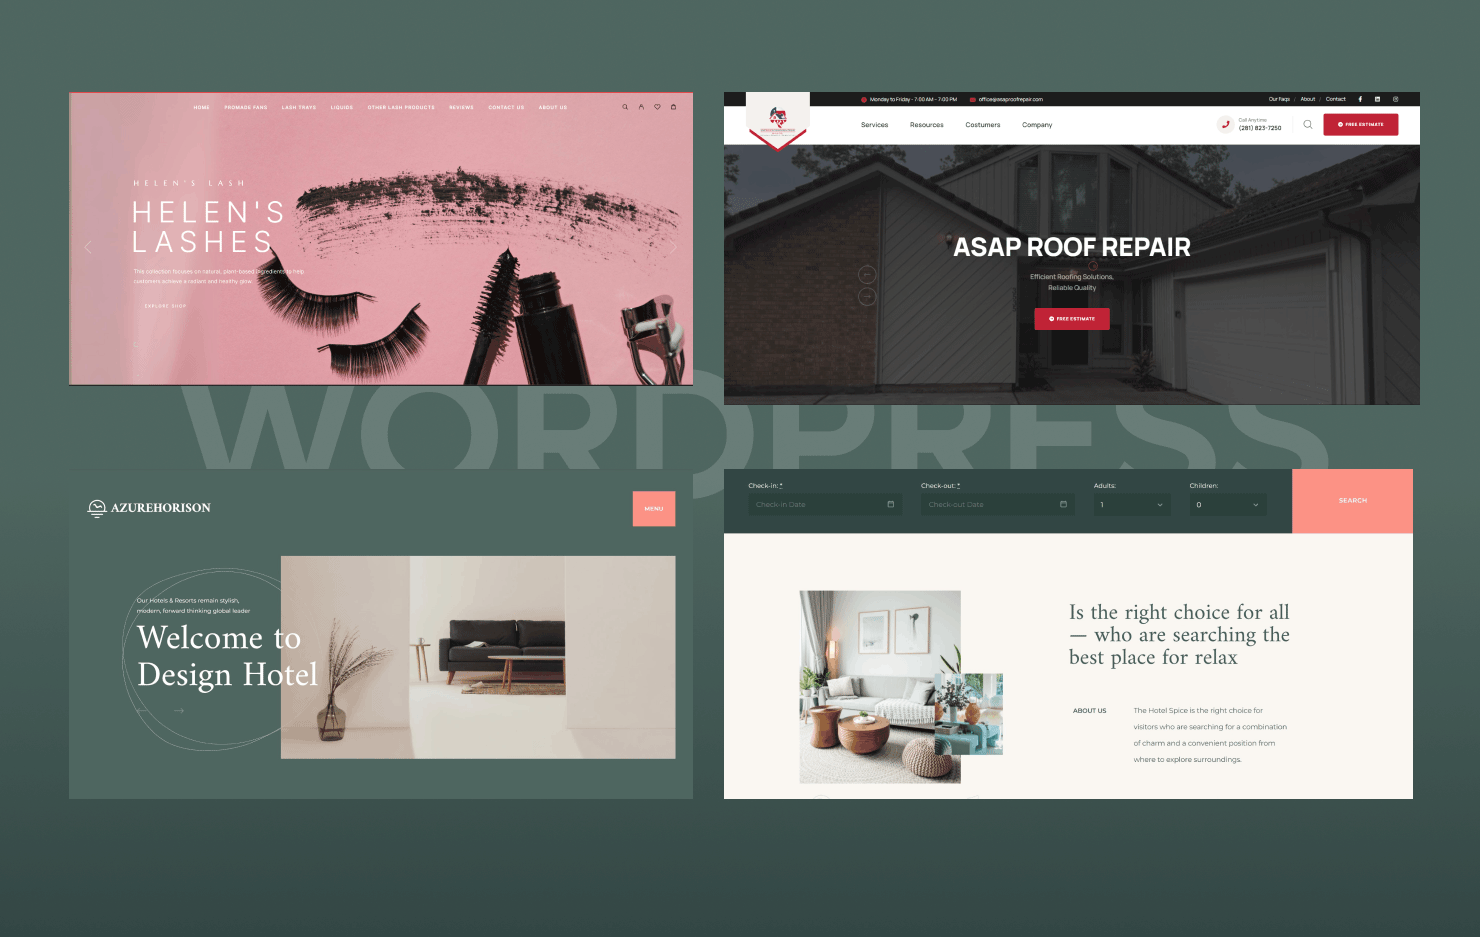 HOME PROMADE FANS LASH TRAYS LIQUIDS OTHER LASH PRODUCTS REVIEWS CONTACT US ABOUT US
HELEN'S LASH
HELEN'S
LASHES
This collection focuses on natural, plant-based ingredients to help
customers achieve a radiant and healthy glow.
EXPLORE SHOP
Monday to Friday - 7:00 AM - 7:00 PM office@asaproofrepair.com Our Faqs / About / Contact
Services Resources Costumers Company
Call Anytime
(281) 823-7250
FREE ESTIMATE
ASAP ROOF REPAIR
Efficient Roofing Solutions,
Reliable Quality
FREE ESTIMATE
WORDPRESS
AZUREHORISON
MENU
Our Hotels & Resorts remain stylish,
modern, forward thinking global leader
Welcome to
Design Hotel
Check-in: * Check-out: * Adults: Children:
Check-in Date Check-out Date 1 0
SEARCH
Is the right choice for all
— who are searching the
best place for relax
ABOUT US
The Hotel Spice is the right choice for
visitors who are searching for a combination
of charm and a convenient position from
where to explore surroundings.